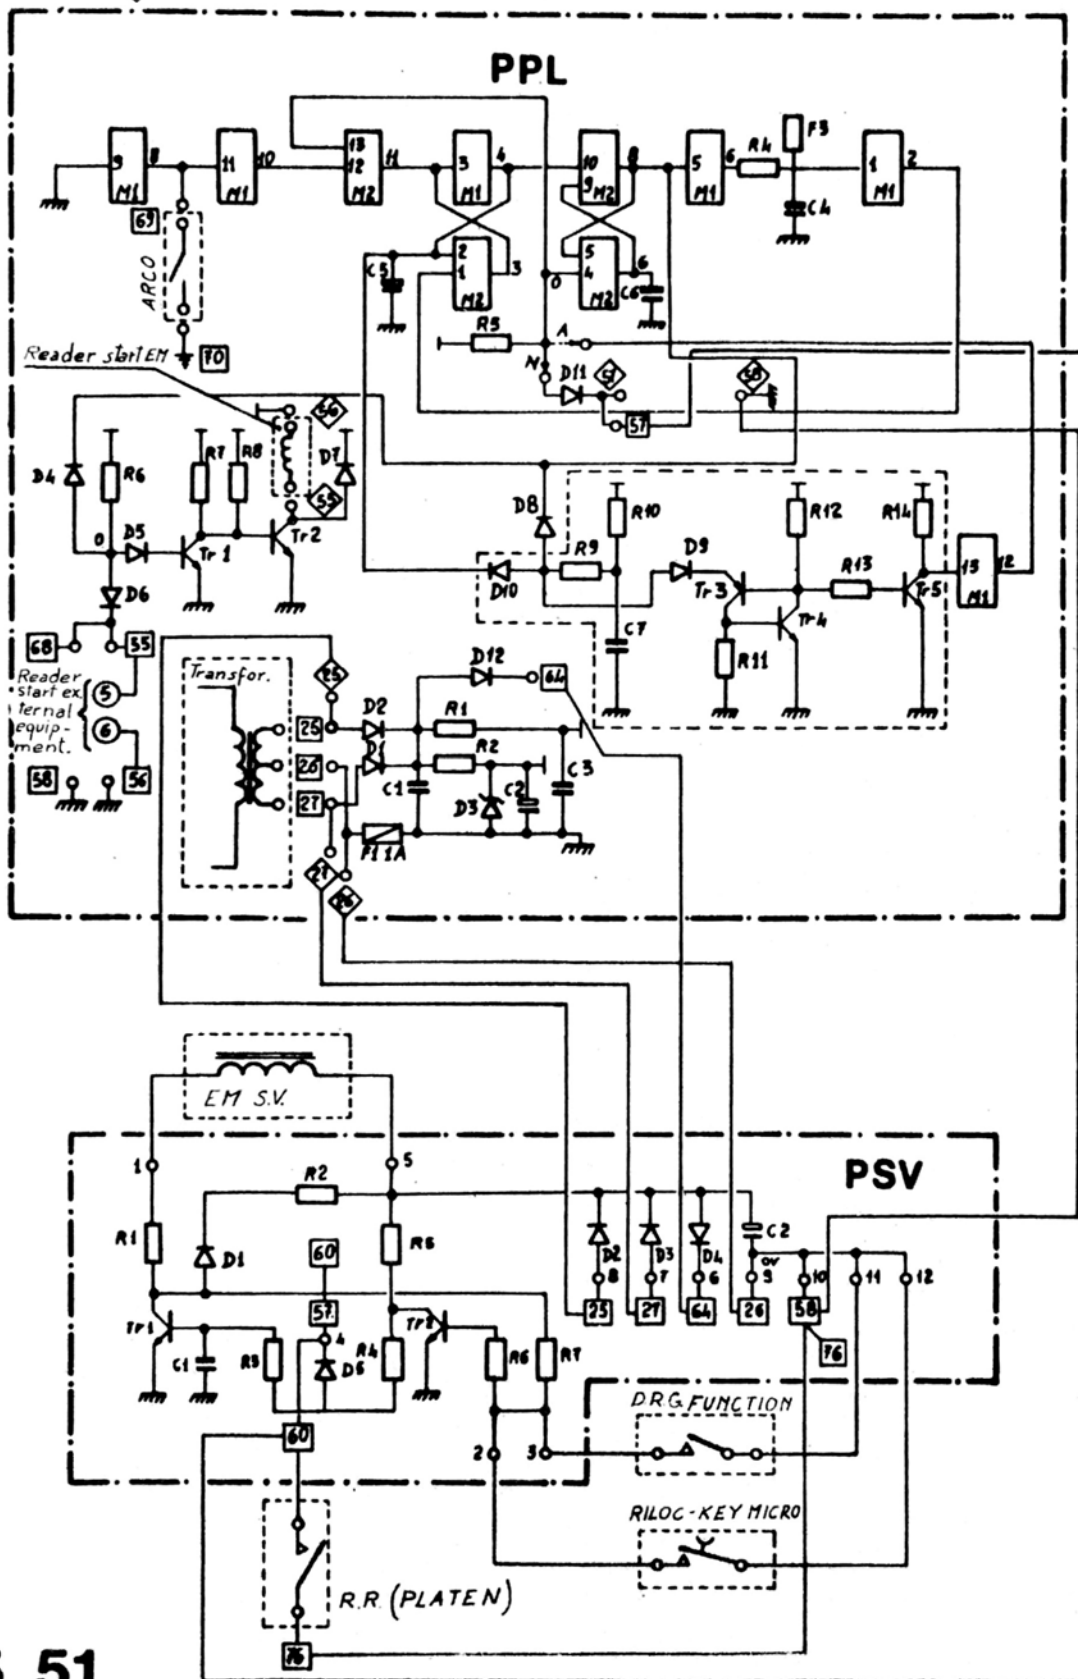 PPL
9 8 M1
11 10 M1
13 12 11 M2
3 4 M1
10 9 8 M2
5 6 M1
R4
F3
C4
1 2 M1
69
ARCO
70
C5
2 1 3 M2
0
5 4 6 M2
C6
R5
A
N
D11
57
58
Reader start EM
56
55
D4
R6
R7
R8
D7
0
D5
Tr1
Tr2
D6
D8
R10
R12
R14
D10
R9
D9
Tr3
R13
Tr5
13 12 M1
Tr4
C7
R11
68
55
Reader
start ex
ternal
equip-
ment.
5
6
58
56
Transfor.
25
25
26
27
D12
64
D2
R1
D1
R2
C1
D3
C2
C3
F1 1A
27
26
EM S.V.
PSV
1
5
R2
R1
D1
60
57
4
Tr1
C1
R3
D5
R4
Tr2
R6
R7
D2
D3
D4
C2
0V
8
7
6
9
10
11
12
25
27
64
26
58
76
60
2
3
D.R.G. FUNCTION
RILOC-KEY MICRO
R.R. (PLATEN)
76
51